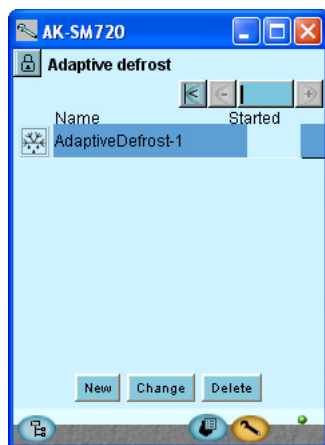 AK-SM720
Adaptive defrost
Name Started
AdaptiveDefrost-1
New Change Delete